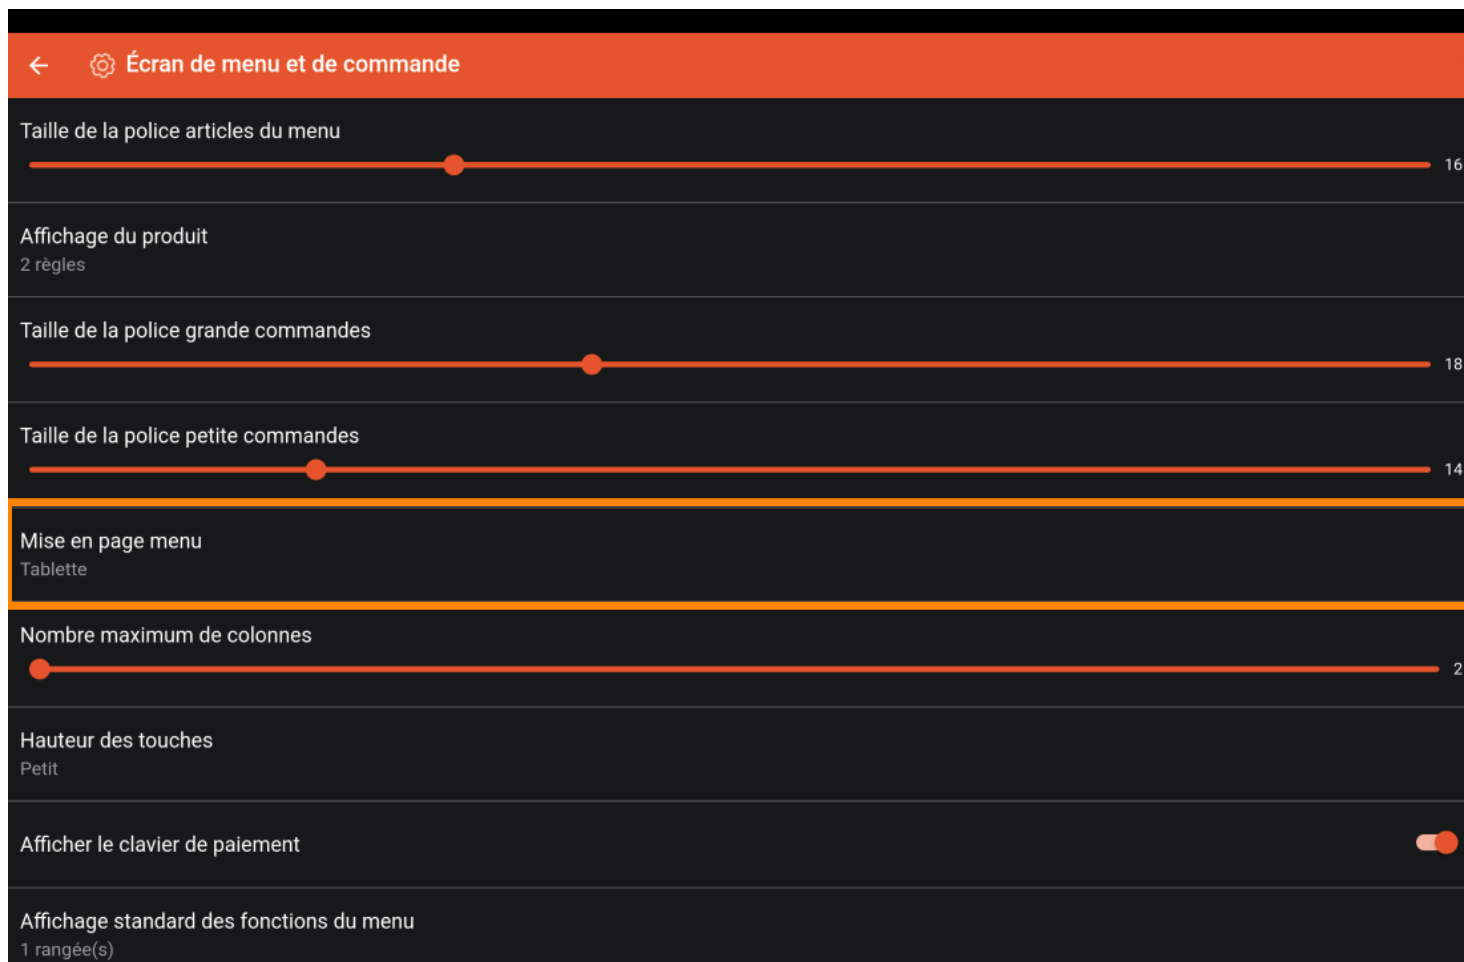 Écran de menu et de commande
Taille de la police articles du menu
16
Affichage du produit
2 règles
Taille de la police grande commandes
18
Taille de la police petite commandes
14
Mise en page menu
Tablette
Nombre maximum de colonnes
2
Hauteur des touches
Petit
Afficher le clavier de paiement
Affichage standard des fonctions du menu
1 rangée(s)